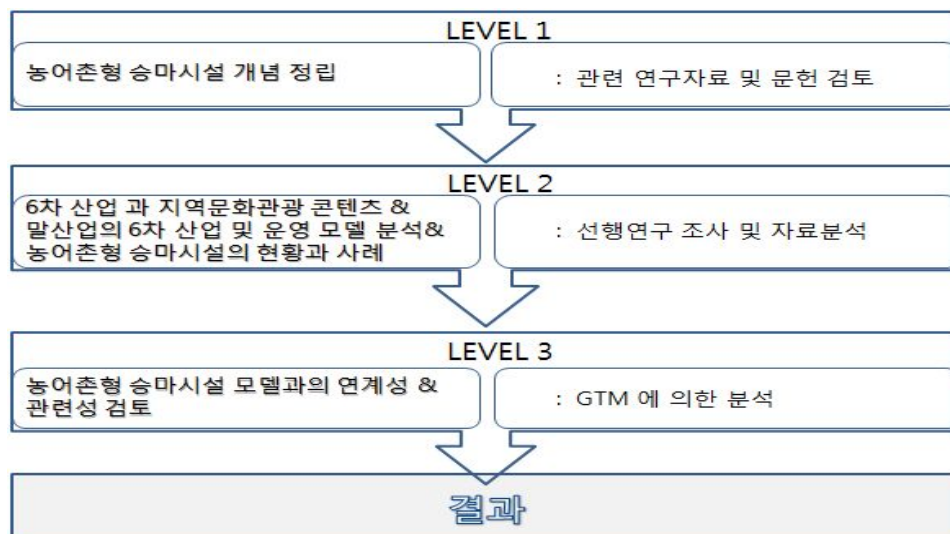 LEVEL 1
농어촌형 승마시설 개념 정립
: 관련 연구자료 및 문헌 검토
LEVEL 2
6차 산업 과 지역문화관광 콘텐츠 &
말산업의 6차 산업 및 운영 모델 분석&
농어촌형 승마시설의 현황과 사례
: 선행연구 조사 및 자료분석
LEVEL 3
농어촌형 승마시설 모델과의 연계성 &
관련성 검토
: GTM 에 의한 분석
결과